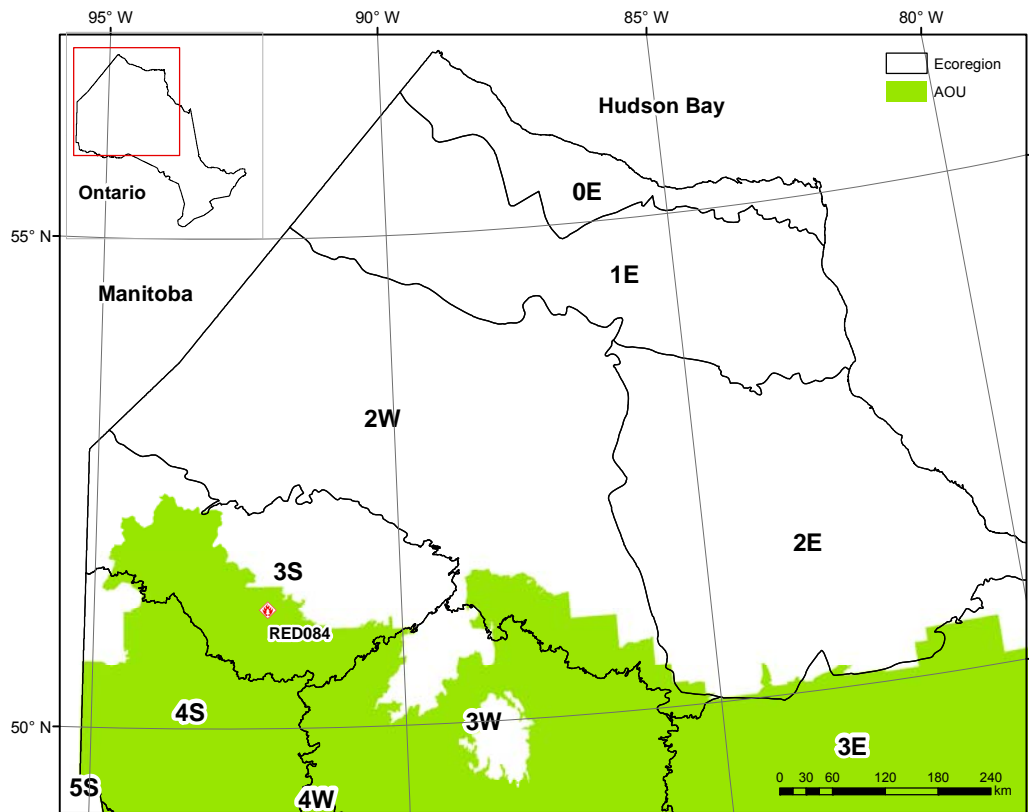 95° W
90° W
85° W
80° W
Ecoregion
AOU
Hudson Bay
Ontario
0E
55° N
1E
Manitoba
2W
2E
3S
RED084
4S
50° N
3W
3E
5S
4W
0 30 60 120 180 240
km